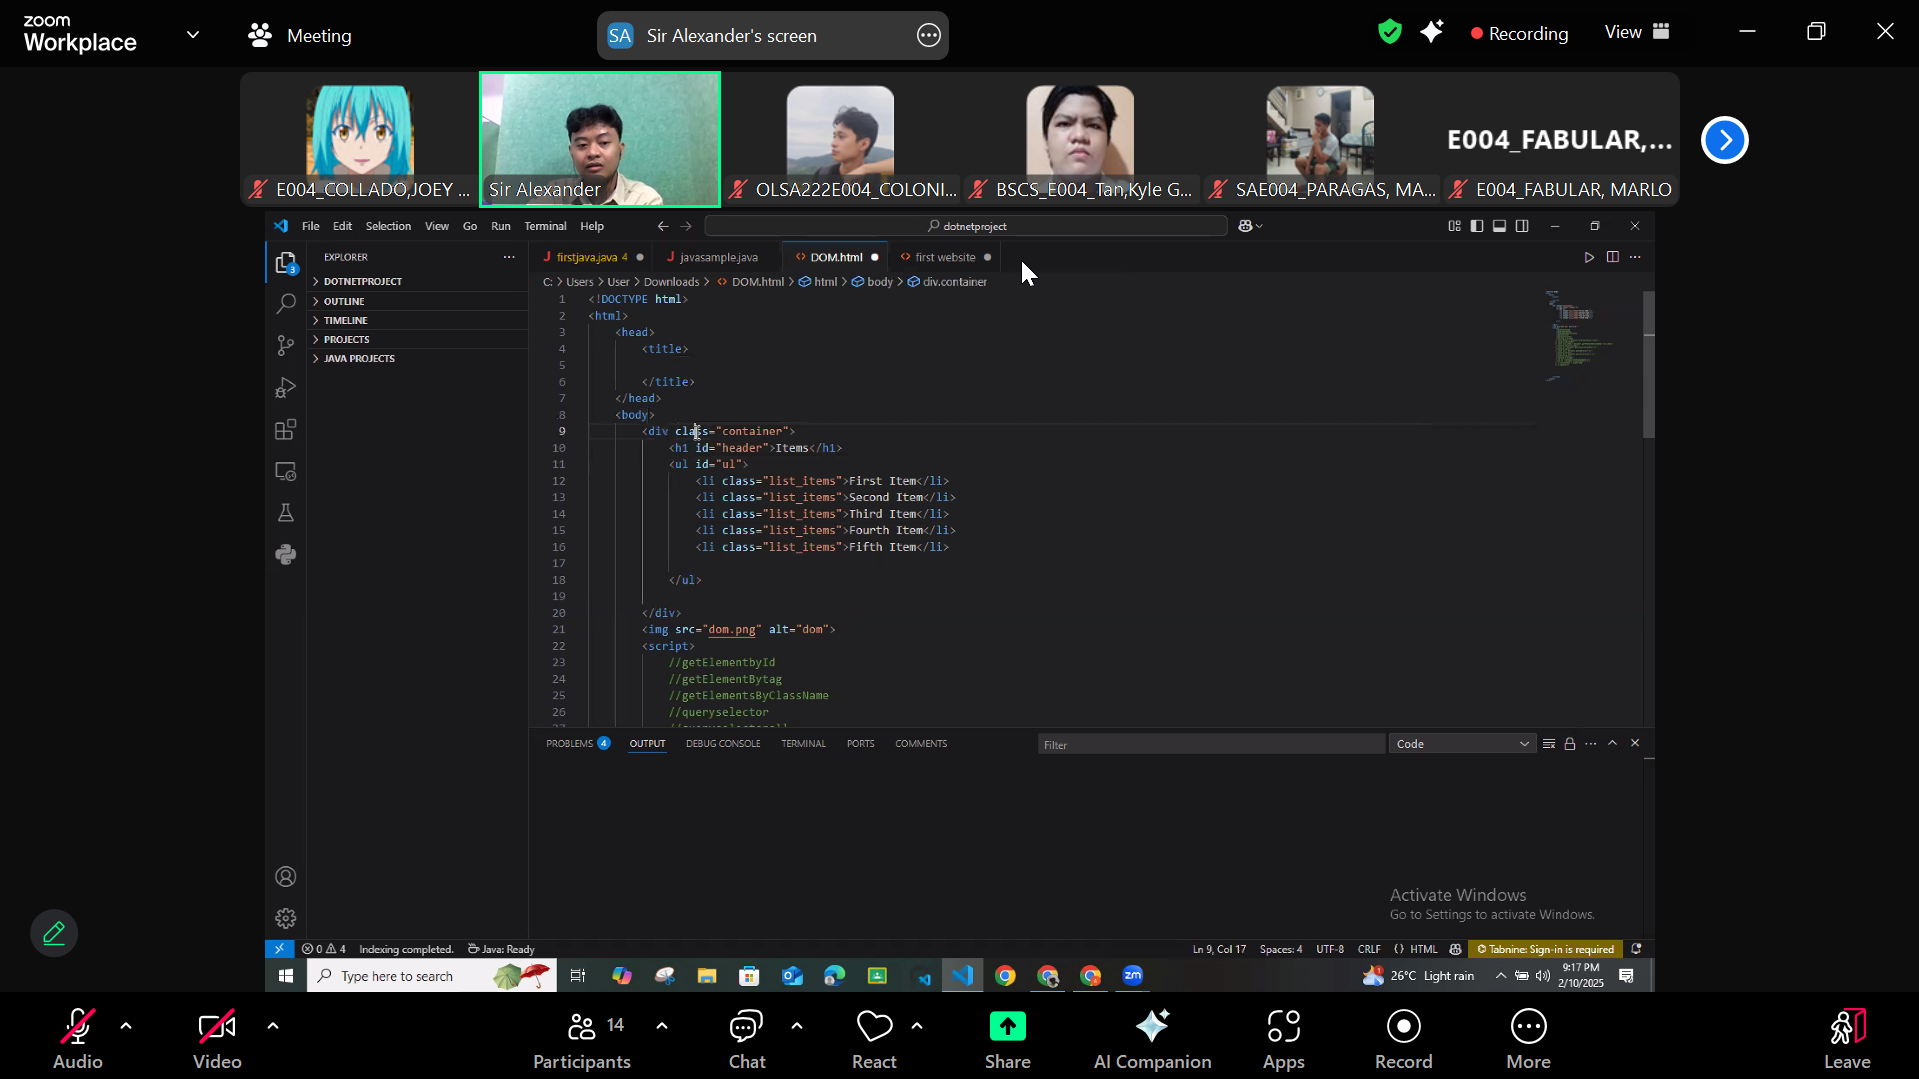 zoom
Workplace
Meeting
SA Sir Alexander's screen
Recording
View
E004_COLLADO,JOEY ...
Sir Alexander
OLSA222E004_COLONI...
BSCS_E004_Tan,Kyle G...
SAE004_PARAGAS, MA...
E004_FABULAR,...
E004_FABULAR, MARLO
File Edit Selection View Go Run Terminal Help
dotnetproject
EXPLORER
firstjava.java 4
javasample.java
DOM.html
first website
3
DOTNETPROJECT
OUTLINE
TIMELINE
PROJECTS
JAVA PROJECTS
C: > Users > User > Downloads > DOM.html > html > body > div.container
1 <!DOCTYPE html>
2 <html>
3 <head>
4 <title>
5
6 </title>
7 </head>
8 <body>
9 <div class="container">
10 <h1 id="header">Items</h1>
11 <ul id="ul">
12 <li class="list_items">First Item</li>
13 <li class="list_items">Second Item</li>
14 <li class="list_items">Third Item</li>
15 <li class="list_items">Fourth Item</li>
16 <li class="list_items">Fifth Item</li>
17
18 </ul>
19
20 </div>
21 <img src="dom.png" alt="dom">
22 <script>
23 //getElementbyId
24 //getElementBytag
25 //getElementsByClassName
26 //queryselector
PROBLEMS 4 OUTPUT DEBUG CONSOLE TERMINAL PORTS COMMENTS
Filter
Code
Activate Windows
Go to Settings to activate Windows.
0 4 Indexing completed. Java: Ready
Ln 9, Col 17 Spaces: 4 UTF-8 CRLF {} HTML Tabnine: Sign-in is required
Type here to search
zm
26°C Light rain
9:17 PM
2/10/2025
Audio
Video
14
Participants
Chat
React
Share
AI Companion
Apps
Record
More
Leave